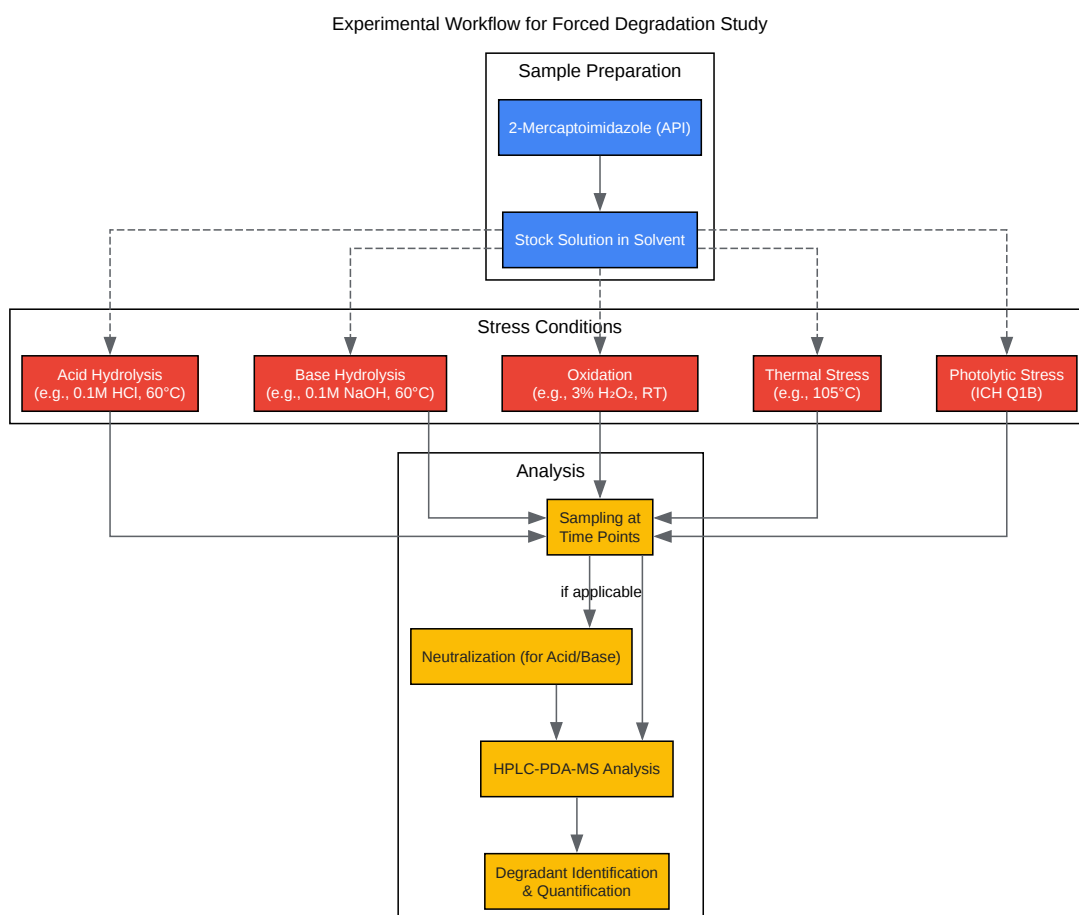 Experimental Workflow for Forced Degradation Study
Sample Preparation
2-Mercaptoimidazole (API)
Stock Solution in Solvent
Stress Conditions
Acid Hydrolysis
(e.g., 0.1M HCl, 60°C)
Base Hydrolysis
(e.g., 0.1M NaOH, 60°C)
Oxidation
(e.g., 3% H₂O₂, RT)
Thermal Stress
(e.g., 105°C)
Photolytic Stress
(ICH Q1B)
Analysis
Sampling at
Time Points
if applicable
Neutralization (for Acid/Base)
HPLC-PDA-MS Analysis
Degradant Identification
& Quantification